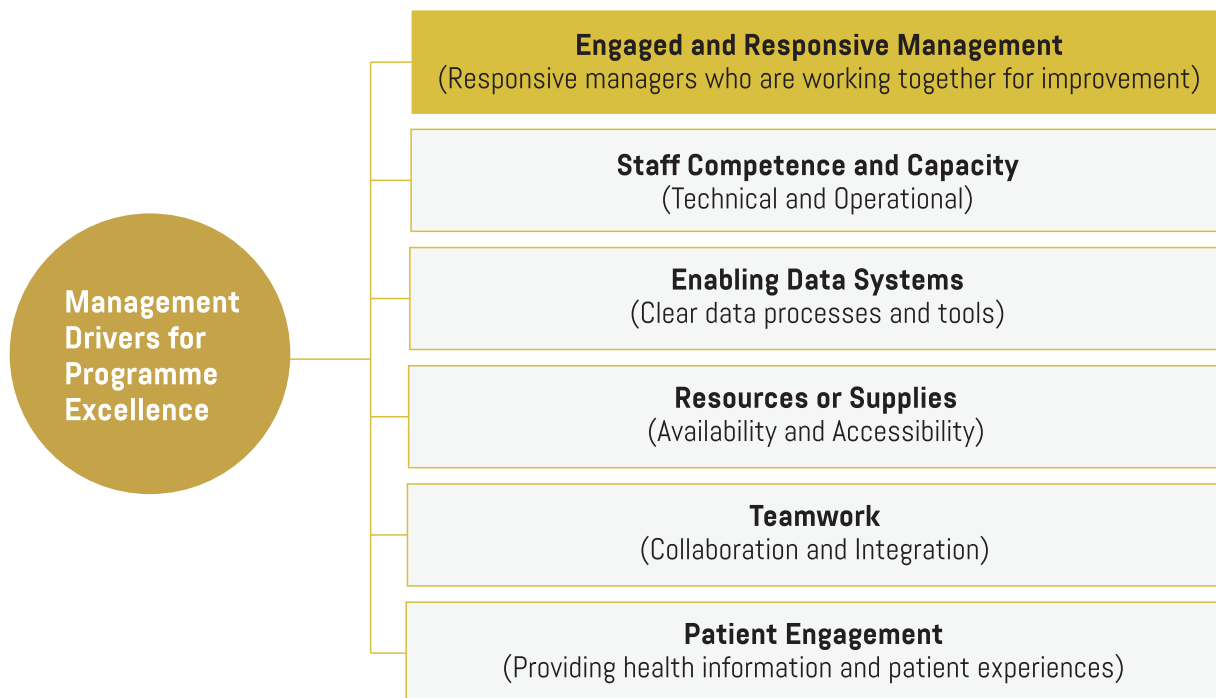 Management
Drivers for
Programme
Excellence
Engaged and Responsive Management
(Responsive managers who are working together for improvement)
Staff Competence and Capacity
(Technical and Operational)
Enabling Data Systems
(Clear data processes and tools)
Resources or Supplies
(Availability and Accessibility)
Teamwork
(Collaboration and Integration)
Patient Engagement
(Providing health information and patient experiences)